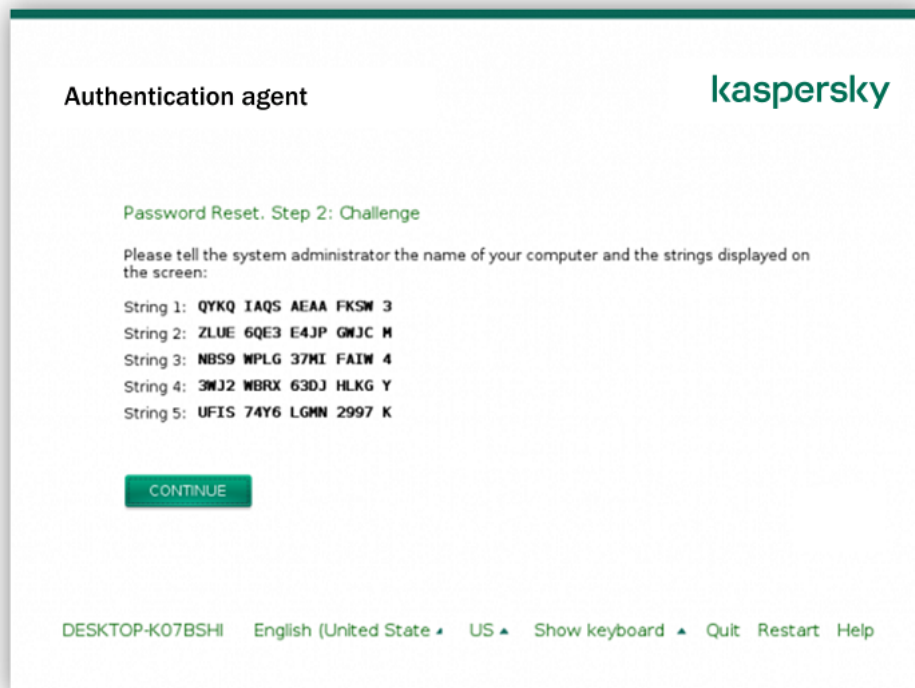 Authentication agent
kaspersky
Password Reset. Step 2: Challenge
Please tell the system administrator the name of your computer and the strings displayed on
the screen:
String 1: QYKQ IAQS AEAA FKSW 3
String 2: ZLUE 6QE3 E4JP GWJC M
String 3: NBS9 WPLG 37MI FAIW 4
String 4: 3WJ2 WBRX 63DJ HLKG Y
String 5: UFIS 74Y6 LGMN 2997 K
CONTINUE
DESKTOP-K07BSHI English (United State US Show keyboard Quit Restart Help